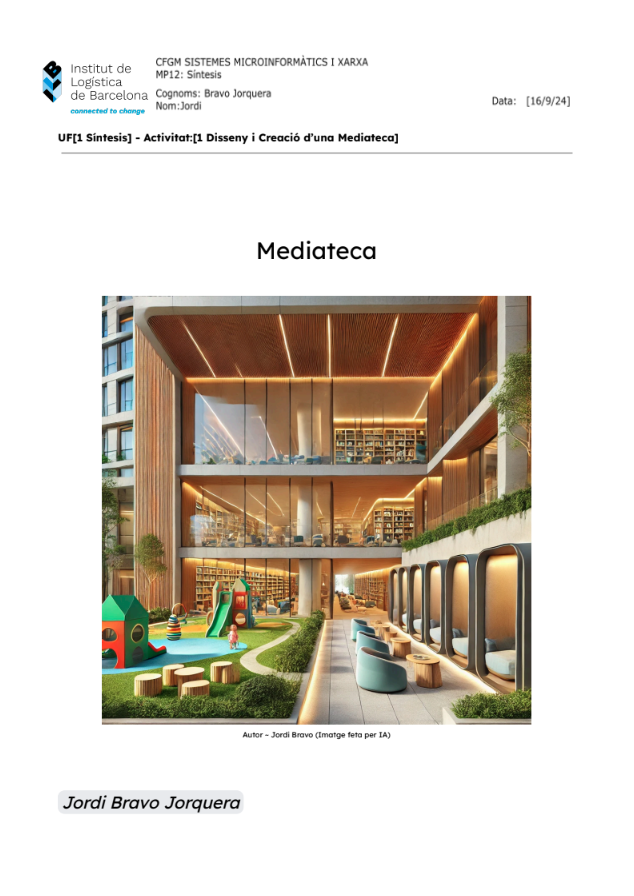 Institut de
Logística
de Barcelona
connected to change
CFGM SISTEMES MICROINFORMÀTICS I XARXA
MP12: Síntesis
Cognoms: Bravo Jorquera
Nom:Jordi
Data: [16/9/24]
UF[1 Síntesis] - Activitat:[1 Disseny i Creació d’una Mediateca]
Mediateca
Autor – Jordi Bravo (Imatge feta per IA)
Jordi Bravo Jorquera